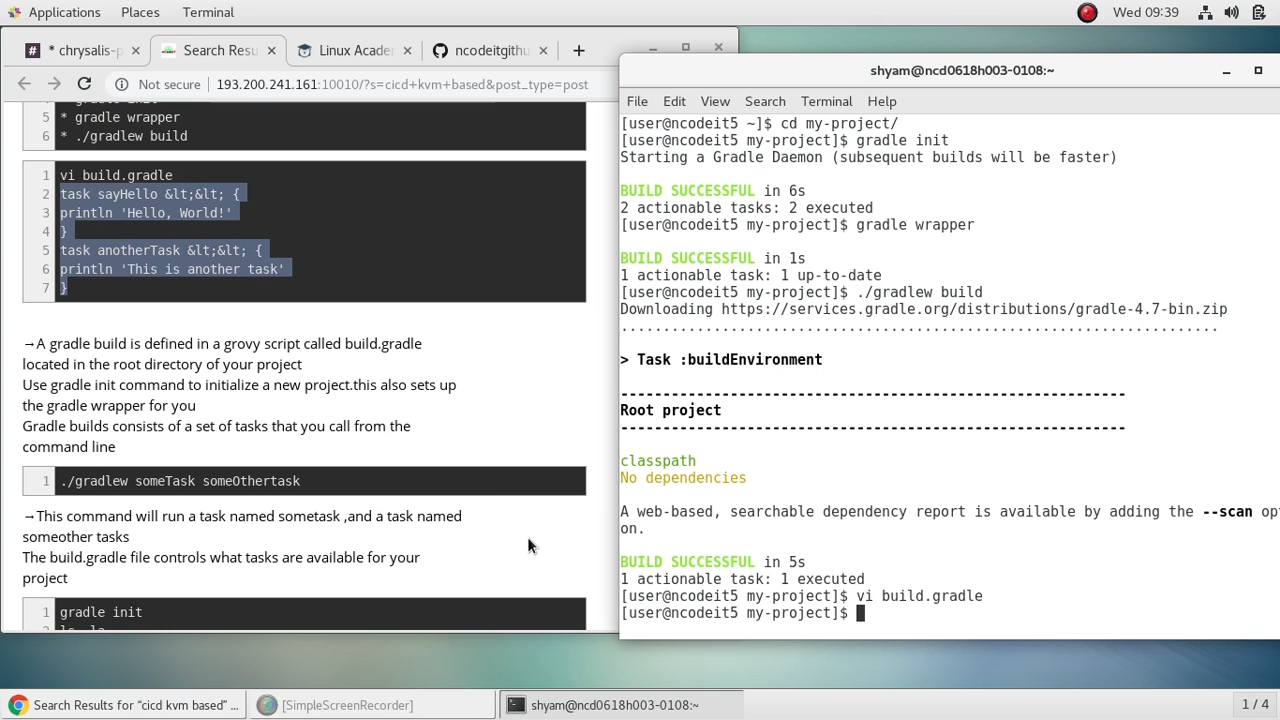 Applications Places Terminal Wed 09:39
* chrysalis-p
Search Resu
Linux Acade
ncodeitgithu
Not secure 193.200.241.161:10010/?s=cicd+kvm+based&post_type=post
5 * gradle wrapper
6 * ./gradlew build
1 vi build.gradle
2 task sayHello &lt;&lt; {
3 println 'Hello, World!'
4 }
5 task anotherTask &lt;&lt; {
6 println 'This is another task'
7 }
→A gradle build is defined in a grovy script called build.gradle
located in the root directory of your project
Use gradle init command to initialize a new project.this also sets up
the gradle wrapper for you
Gradle builds consists of a set of tasks that you call from the
command line
1 ./gradlew someTask someOthertask
→This command will run a task named sometask ,and a task named
someother tasks
The build.gradle file controls what tasks are available for your
project
1 gradle init
shyam@ncd0618h003-0108:~
File Edit View Search Terminal Help
[user@ncodeit5 ~]$ cd my-project/
[user@ncodeit5 my-project]$ gradle init
Starting a Gradle Daemon (subsequent builds will be faster)
BUILD SUCCESSFUL in 6s
2 actionable tasks: 2 executed
[user@ncodeit5 my-project]$ gradle wrapper
BUILD SUCCESSFUL in 1s
1 actionable task: 1 up-to-date
[user@ncodeit5 my-project]$ ./gradlew build
Downloading https://services.gradle.org/distributions/gradle-4.7-bin.zip
.......................................................................
> Task :buildEnvironment
------------------------------------------------------------
Root project
------------------------------------------------------------
classpath
No dependencies
A web-based, searchable dependency report is available by adding the --scan opt
on.
BUILD SUCCESSFUL in 5s
1 actionable task: 1 executed
[user@ncodeit5 my-project]$ vi build.gradle
[user@ncodeit5 my-project]$
Search Results for “cicd kvm based” ...
[SimpleScreenRecorder]
shyam@ncd0618h003-0108:~
1 / 4